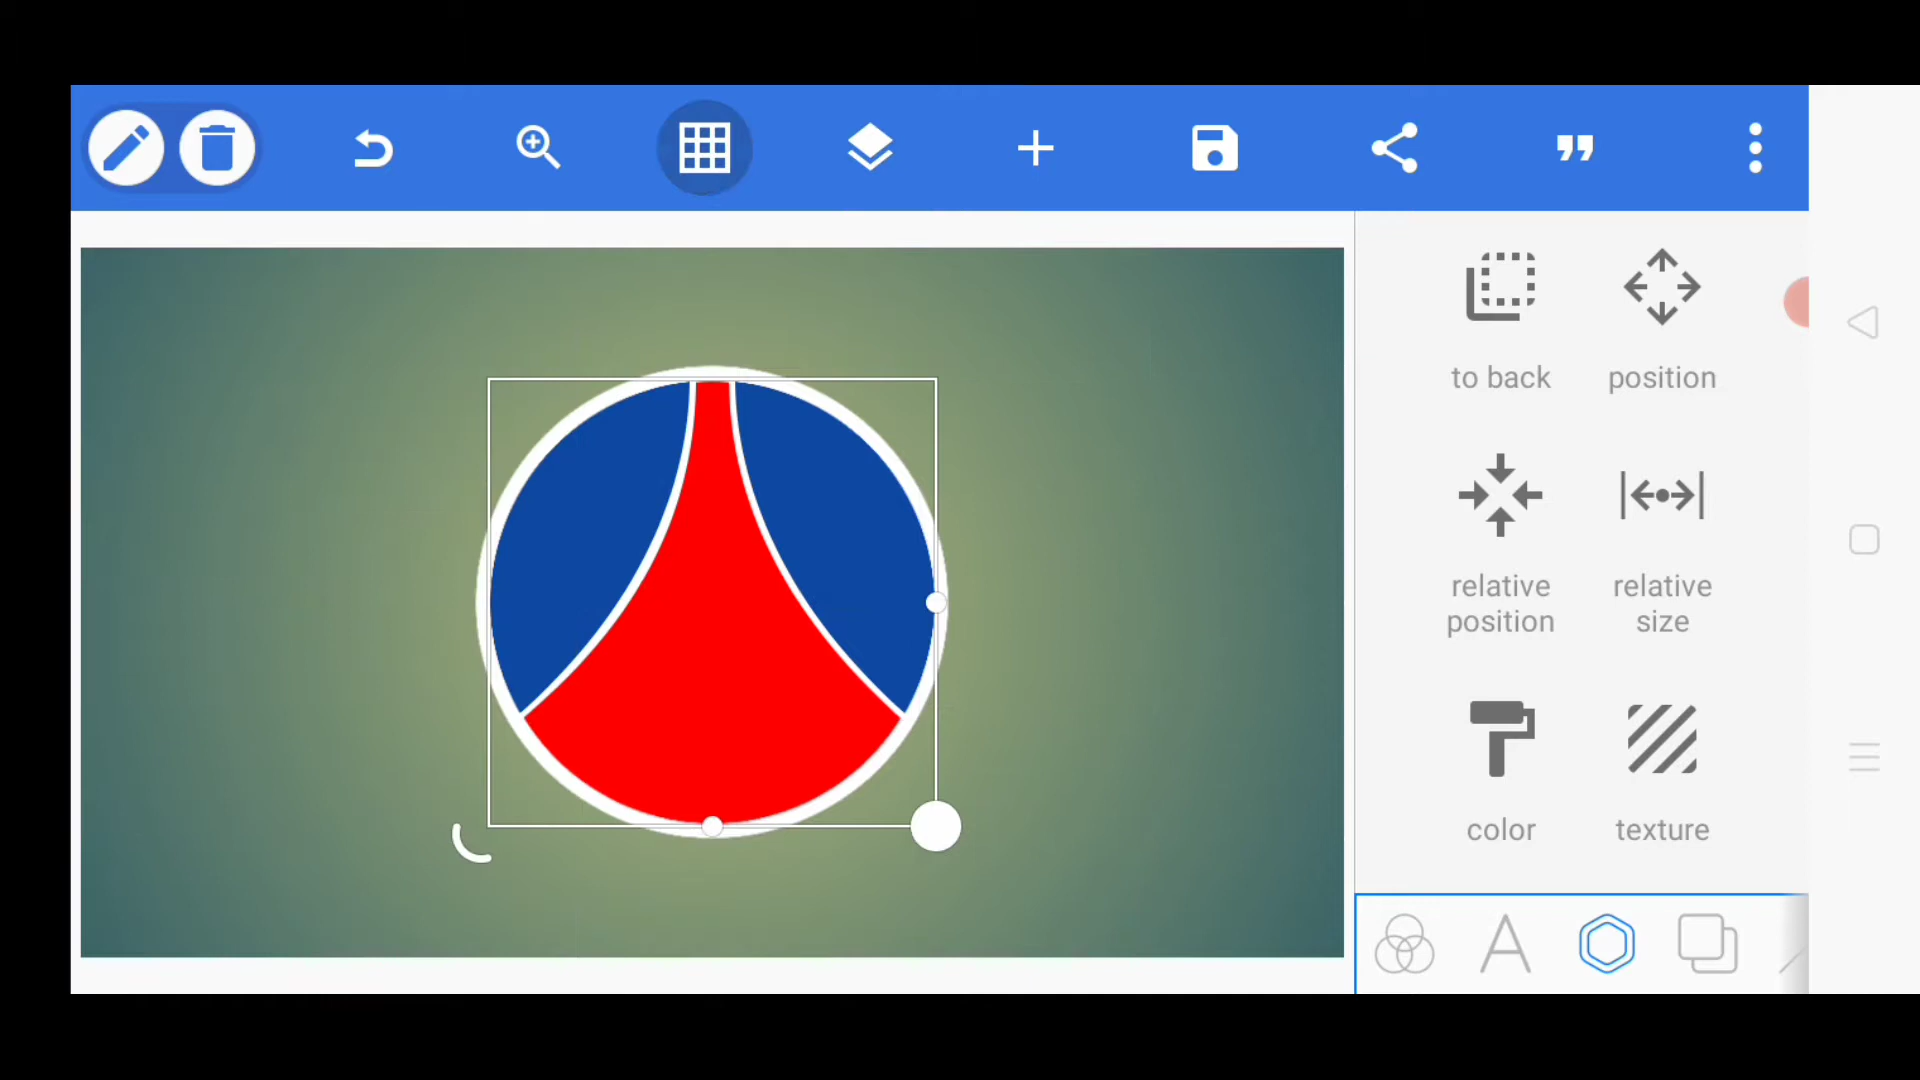 to back
position
relative
position
relative
size
color
texture